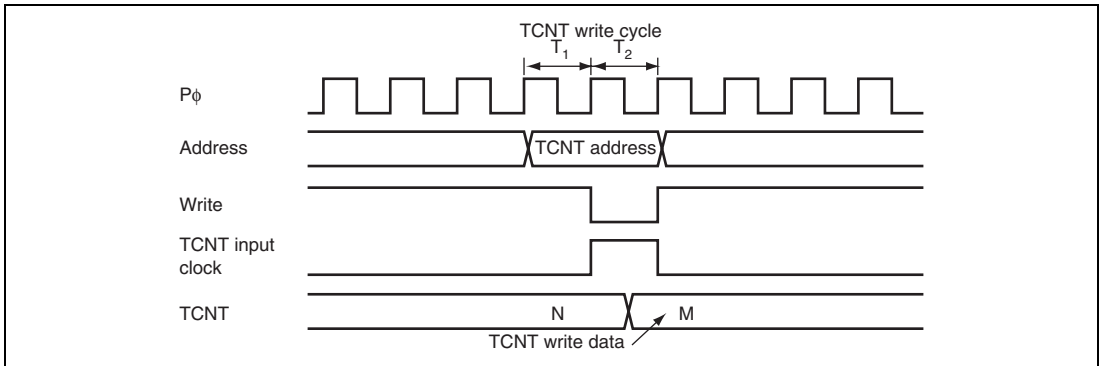 TCNT write cycle
T1 T2
Pϕ
Address
TCNT address
Write
TCNT input
clock
TCNT
N
M
TCNT write data